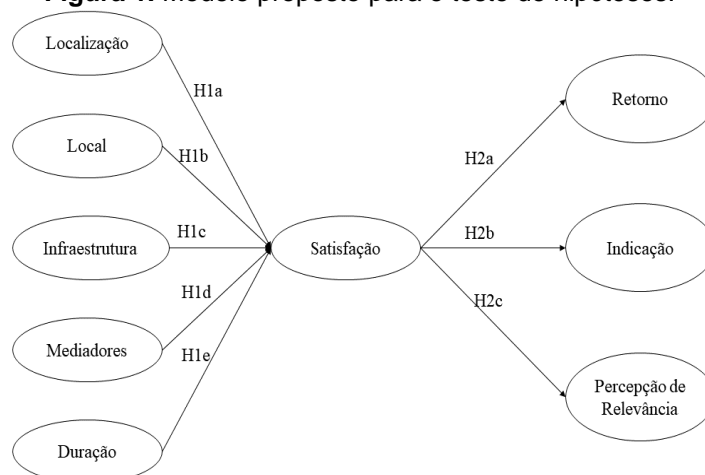 Figura 1. Modelo proposto para o teste de hipóteses.
Localização
H1a
Retorno
Local
H1b
H2a
Infraestrutura
H1c
Satisfação
H2b
Indicação
H1d
Mediadores
H2c
H1e
Percepção de
Relevância
Duração